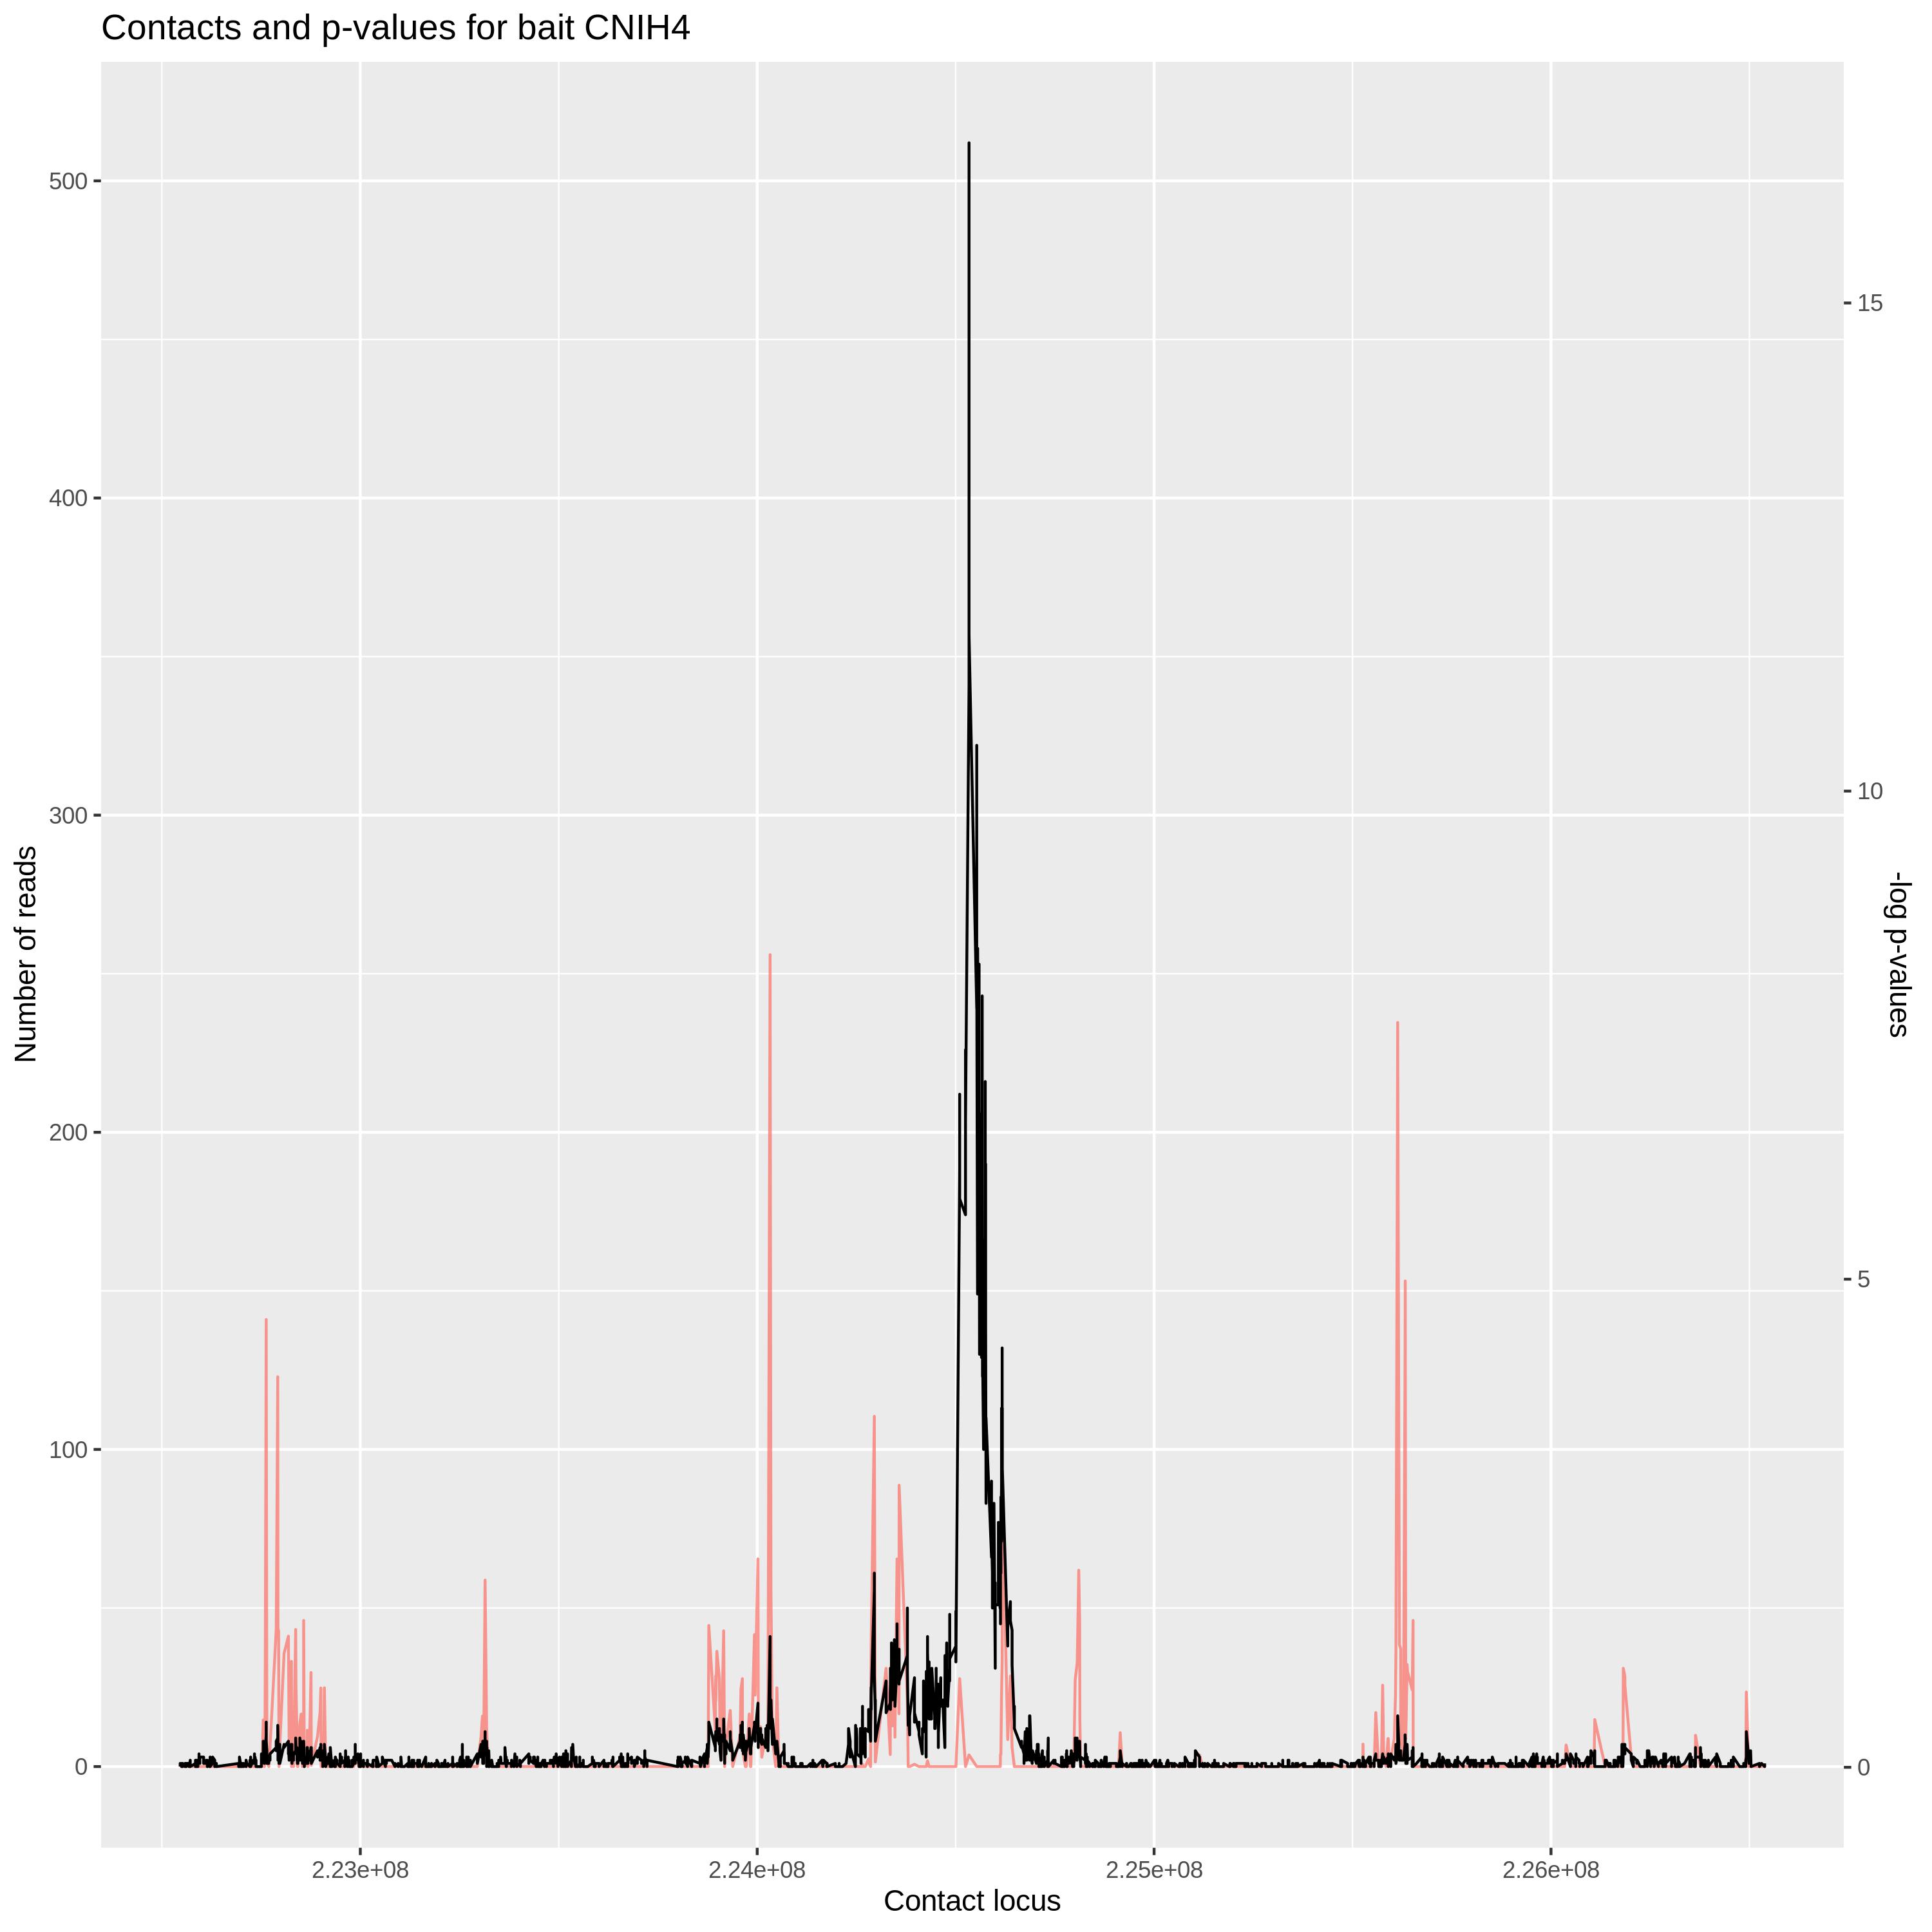 Contacts and p-values for bait CNIH4
500
400
300
200
100
0
Number of reads
15
10
5
0
-log p-values
2.23e+08
2.24e+08
2.25e+08
2.26e+08
Contact locus